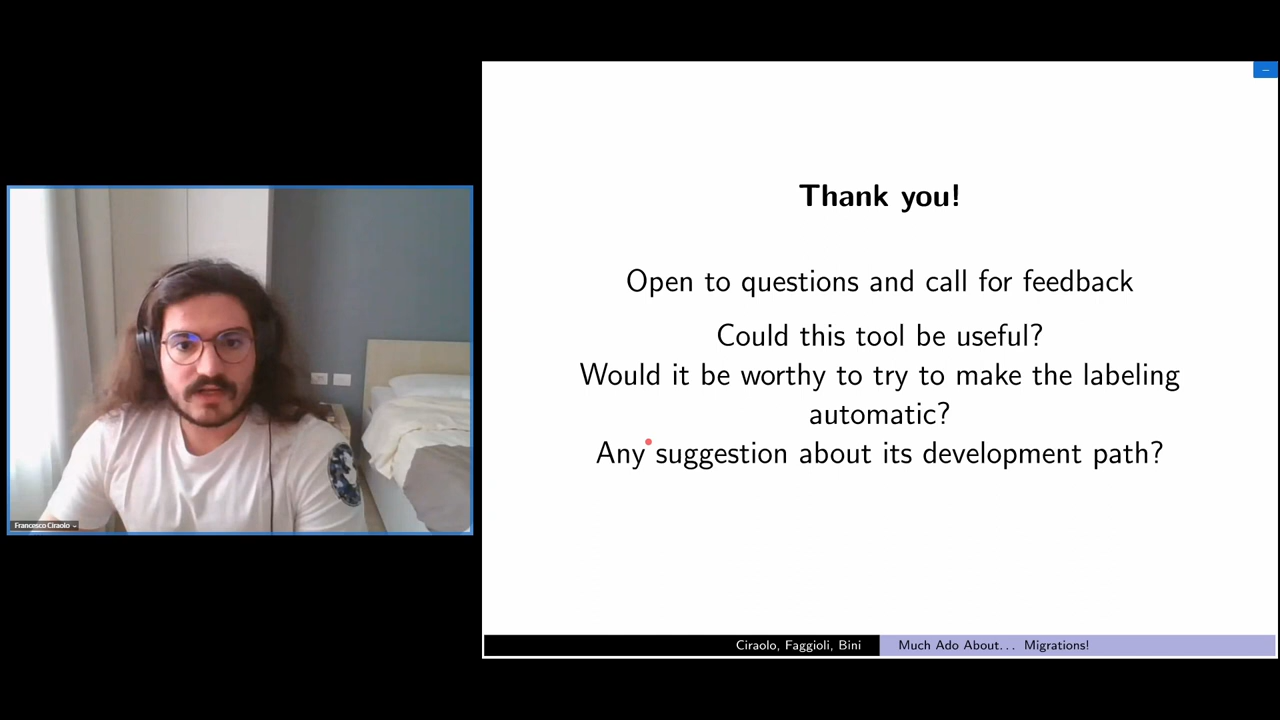 Thank you!
Open to questions and call for feedback
Could this tool be useful?
Would it be worthy to try to make the labeling
automatic?
Any suggestion about its development path?
Francesco Ciraolo
Ciraolo, Faggioli, Bini
Much Ado About... Migrations!